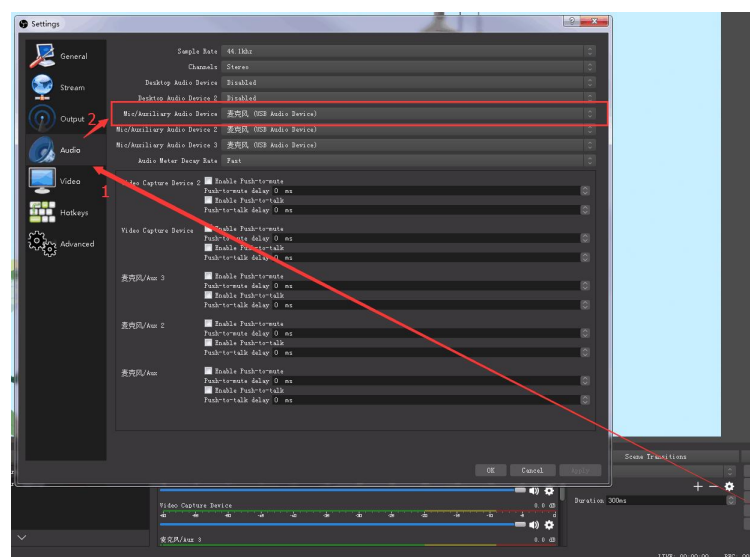 Settings
General
Stream
Output
Audio
Video
Hotkeys
Advanced
2
1
Sample Rate 44.1khz
Channels Stereo
Desktop Audio Device Disabled
Desktop Audio Device 2 Disabled
Mic/Auxiliary Audio Device 麦克风 (USB Audio Device)
Mic/Auxiliary Audio Device 2 麦克风 (USB Audio Device)
Mic/Auxiliary Audio Device 3 麦克风 (USB Audio Device)
Audio Meter Decay Rate Fast
Video Capture Device 2 Enable Push-to-mute
Push-to-mute delay 0 ms
Enable Push-to-talk
Push-to-talk delay 0 ms
Video Capture Device Enable Push-to-mute
Push-to-mute delay 0 ms
Enable Push-to-talk
Push-to-talk delay 0 ms
麦克风/Aux 3 Enable Push-to-mute
Push-to-mute delay 0 ms
Enable Push-to-talk
Push-to-talk delay 0 ms
麦克风/Aux 2 Enable Push-to-mute
Push-to-mute delay 0 ms
Enable Push-to-talk
Push-to-talk delay 0 ms
麦克风/Aux Enable Push-to-mute
Push-to-mute delay 0 ms
Enable Push-to-talk
Push-to-talk delay 0 ms
OK Cancel Apply
Scene Transitions
Duration 300ms
Video Capture Device 0.0 dB
麦克风/Aux 3 0.0 dB
LIVE: 00:00:00